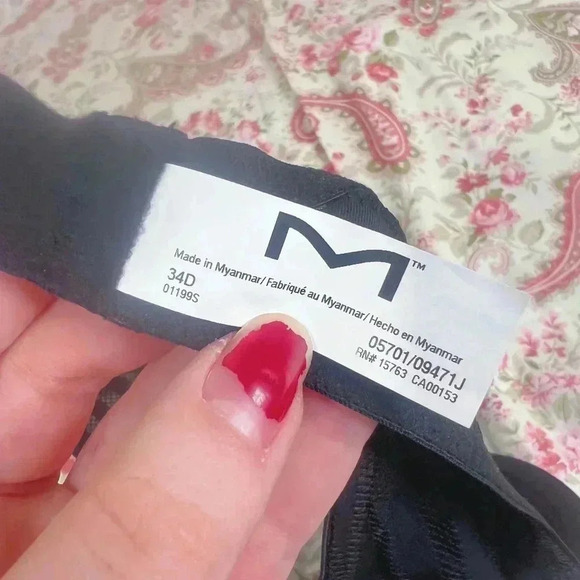 M™
Made in Myanmar/ Fabriqué au Myanmar/ Hecho en Myanmar
34D
01199S
05701/09471J
RN# 15763 CA00153